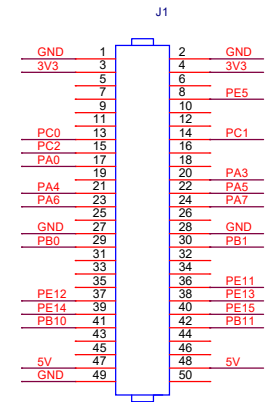 J1
GND 1 2 GND
3V3 3 4 3V3
5 6
7 8 PE5
9 10
11 12
PC0 13 14 PC1
PC2 15 16
PA0 17 18
19 20 PA3
PA4 21 22 PA5
PA6 23 24 PA7
25 26
GND 27 28 GND
PB0 29 30 PB1
31 32
33 34
35 36 PE11
PE12 37 38 PE13
PE14 39 40 PE15
PB10 41 42 PB11
43 44
45 46
5V 47 48 5V
GND 49 50